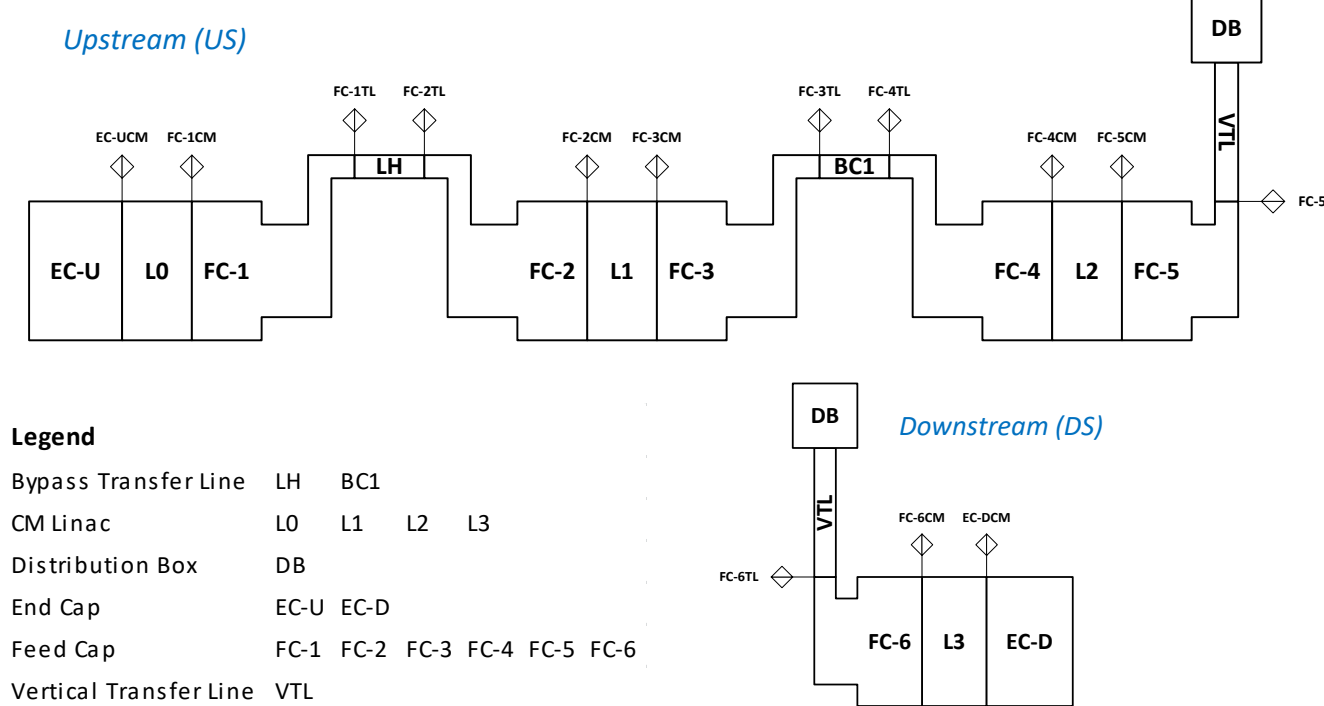 Upstream (US)
DB
FC-1TL FC-2TL
FC-3TL FC-4TL
EC-UCM FC-1CM
FC-2CM FC-3CM
FC-4CM FC-5CM
VTL
LH
BC1
FC-5
EC-U L0 FC-1
FC-2 L1 FC-3
FC-4 L2 FC-5
DB
Downstream (DS)
VTL
FC-6CM EC-DCM
FC-6TL
FC-6 L3 EC-D
Legend
Bypass Transfer Line LH BC1
CM Linac L0 L1 L2 L3
Distribution Box DB
End Cap EC-U EC-D
Feed Cap FC-1 FC-2 FC-3 FC-4 FC-5 FC-6
Vertical Transfer Line VTL